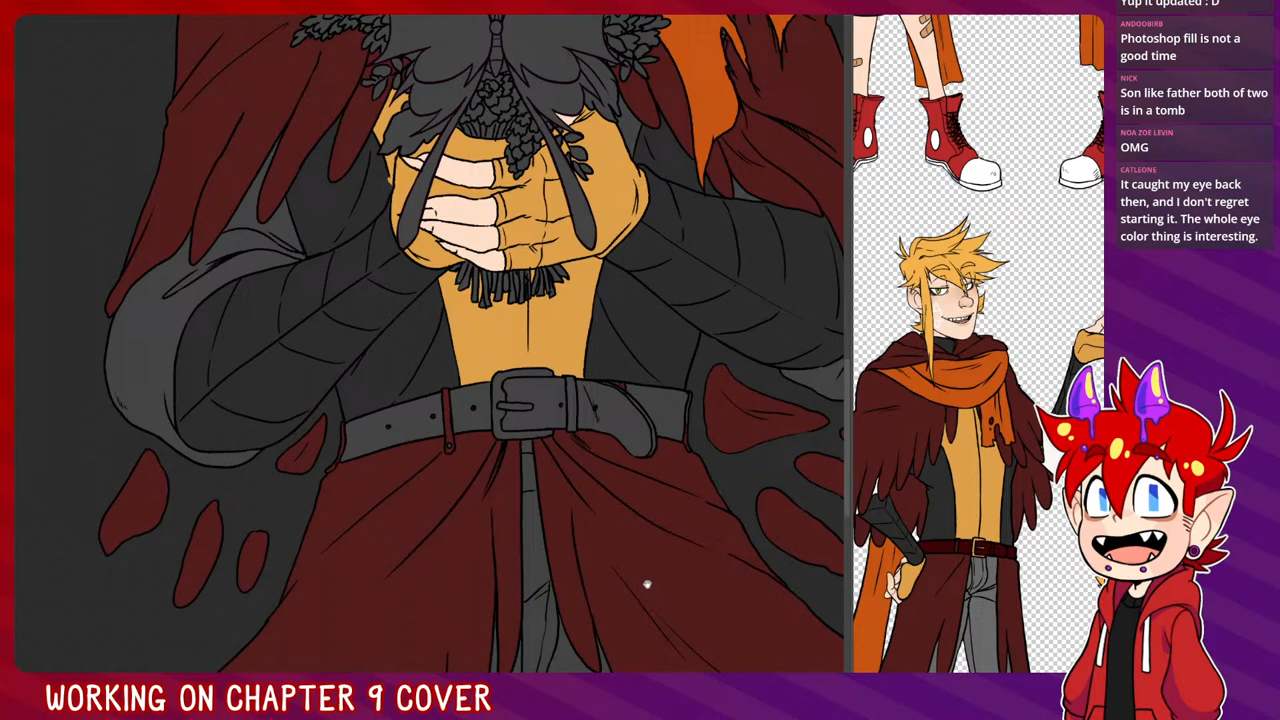 Yup it updated : D
ANDOOBIRB
Photoshop fill is not a
good time
NICK
Son like father both of two
is in a tomb
NOA ZOE LEVIN
OMG
CATLEONE
It caught my eye back
then, and I don't regret
starting it. The whole eye
color thing is interesting.
WORKING ON CHAPTER 9 COVER